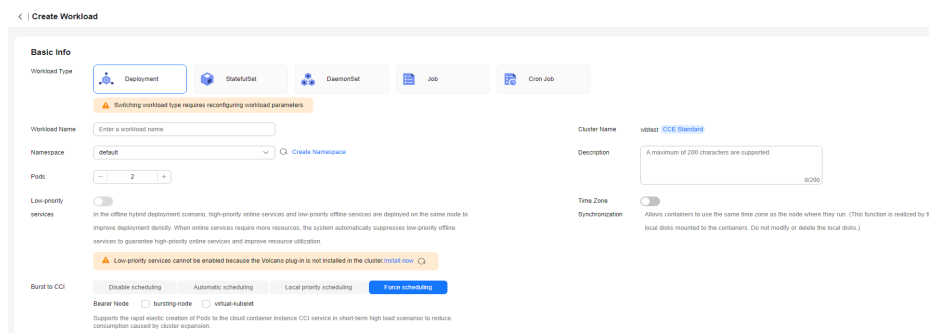 < | Create Workload
Basic Info
Workload Type
Deployment
StatefulSet
DaemonSet
Job
Cron Job
Switching workload type requires reconfiguring workload parameters.
Workload Name
Enter a workload name.
Cluster Name
wbtest CCE Standard
Namespace
default
Create Namespace
Description
A maximum of 200 characters are supported.
0/200
Pods
− 2 +
Low-priority
services
In the offline hybrid deployment scenario, high-priority online services and low-priority offline services are deployed on the same node to
improve deployment density. When online services require more resources, the system automatically suppresses low-priority offline
services to guarantee high-priority online services and improve resource utilization.
Low-priority services cannot be enabled because the Volcano plug-in is not installed in the cluster.Install now
Time Zone
Synchronization
Allows containers to use the same time zone as the node where they run. (This function is realized by
local disks mounted to the containers. Do not modify or delete the local disks.)
Burst to CCI
Disable scheduling
Automatic scheduling
Local priority scheduling
Force scheduling
Bearer Node
bursting-node
virtual-kubelet
Supports the rapid elastic creation of Pods to the cloud container instance CCI service in short-term high load scenarios to reduce
consumption caused by cluster expansion.